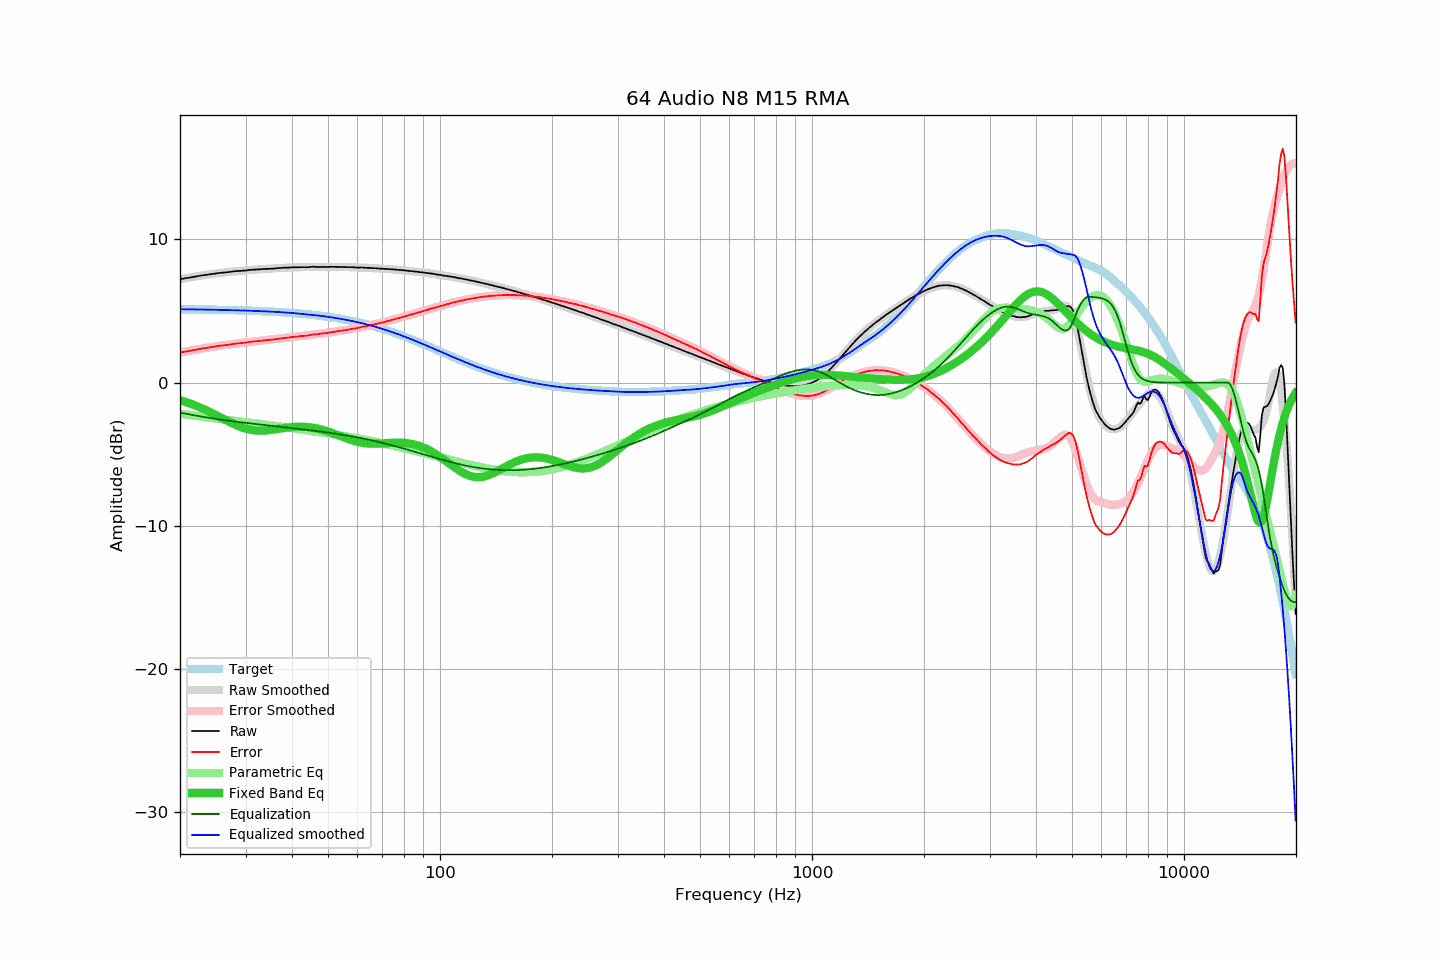 64 Audio N8 M15 RMA
10
0
−10
−20
−30
Amplitude (dBr)
Target
Raw Smoothed
Error Smoothed
Raw
Error
Parametric Eq
Fixed Band Eq
Equalization
Equalized smoothed
100
1000
10000
Frequency (Hz)